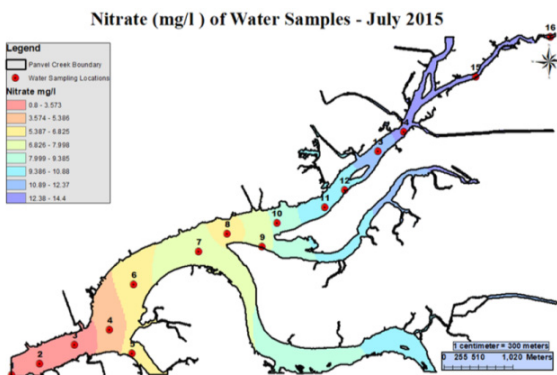 Nitrate (mg/l ) of Water Samples - July 2015
Legend
Panvel Creek Boundary
Water Sampling Locations
Nitrate mg/l
0.8 - 3.573
3.574 - 5.386
5.387 - 6.825
6.826 - 7.998
7.999 - 9.385
9.386 - 10.88
10.89 - 12.37
12.38 - 14.4
16
15
14
13
12
11
10
9
8
7
6
5
4
3
2
1
1 centimeter = 300 meters
0 255 510 1,020 Meters